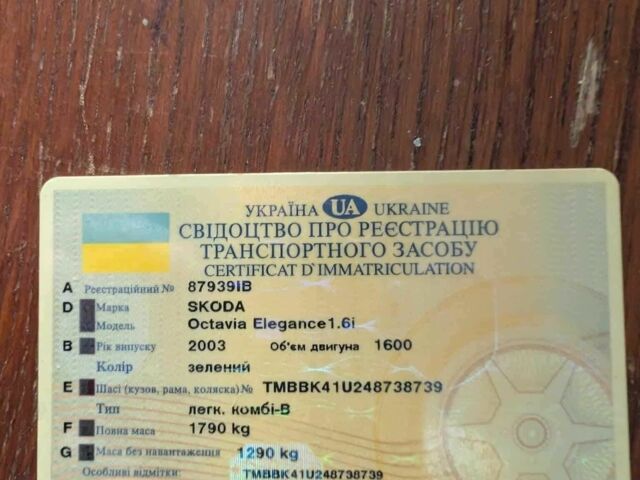 УКРАЇНА UA UKRAINE
СВІДОЦТВО ПРО РЕЄСТРАЦІЮ
ТРАНСПОРТНОГО ЗАСОБУ
CERTIFICAT D'IMMATRICULATION
A Реєстраційний № 87939ІВ
D Марка SKODA
Модель Octavia Elegance1.6i
B Рік випуску 2003 Об'єм двигуна 1600
Колір зелений
E Шасі (кузов, рама, коляска) № TMBBK41U248738739
Тип легк. комбі-В
F Повна маса 1790 kg
G Маса без навантаження 1290 kg
Особливі відмітки: TMBBK41U248738739